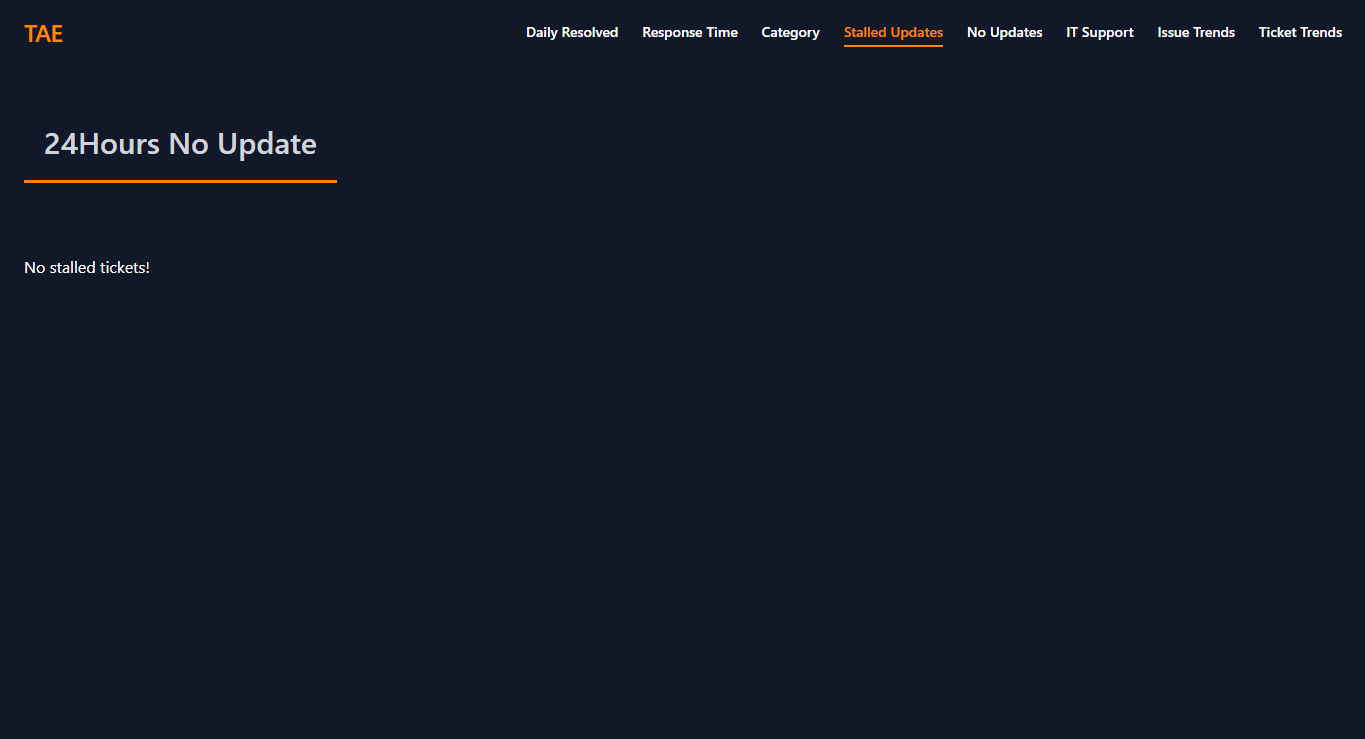 TAE
Daily Resolved Response Time Category Stalled Updates No Updates IT Support Issue Trends Ticket Trends
24Hours No Update
No stalled tickets!